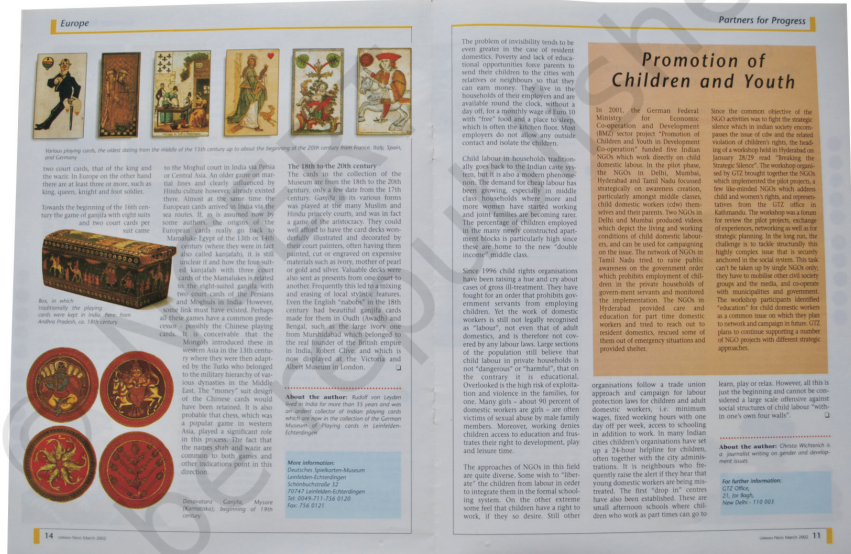 Europe
Various playing cards, the oldest dating from the middle of the 13th century up to about the beginning of the 20th century from France, Italy, Spain,
and Germany
two court cards, that of the king and
the wazir. In Europe on the other hand
there are at least three or more, such as
king, queen, knight and foot soldier.
Towards the beginning of the 16th cen-
tury the game of ganjifa with eight suits
and two court cards per
suit came
Box, in which
traditionally the playing
cards were kept in India, here, from
Andhra Pradesh, ca. 18th century
to the Moghul court in India via Persia
or Central Asia. An older game of mar-
tial lines and clearly influenced by
Hindu culture however, already existed
there. Almost at the same time the
European cards arrived in India via the
sea routes. If, as is assumed now by
some authors, the origins of the
European cards really go back to
Mamaluke Egypt of the 13th or 14th
century (where they were in fact
also called kanjafah), it is still
unclear if and how the four-suit-
ed kanjafah with three court
cards of the Mamalukes is related
to the eight-suited ganjifa with
two court cards of the Persians
and Moghuls in India. However,
some link must have existed. Perhaps
all these games have a common prede-
cessor - possibly the Chinese playing
cards. It is conceivable that the
Mongols introduced these in
western Asia in the 13th centu-
ry where they were then adapt-
ed by the Turks who belonged
to the military hierarchy of var-
ious dynasties in the Middle
East. The "money" suit design
of the Chinese cards would
have been retained. It is also
probable that chess, which was
a popular game in western
Asia, played a significant role
in this process. The fact that
the names shah and wazir are
common to both games and
other indications point in this
direction.
Dasavatara Ganjifa, Mysore
(Karnataka), beginning of 19th
century
The 18th to the 20th century
The cards in the collection of the
Museum are from the 18th to the 20th
century, only a few date from the 17th
century. Ganjifa in its various forms
was played at the many Muslim and
Hindu princely courts, and was in fact
a game of the aristocracy. They could
well afford to have the card decks won-
derfully illustrated and decorated by
their court painters, often having them
painted, cut or engraved on expensive
materials such as ivory, mother of pearl
or gold and silver. Valuable decks were
also sent as presents from one court to
another. Frequently this led to a mixing
and erasing of local stylistic features.
Even the English "nabobs" in the 18th
century had beautiful ganjifa cards
made for them in Oudh (Awadh) and
Bengal, such as the large ivory one
from Murshidabad which belonged to
the real founder of the British empire
in India, Robert Clive, and which is
now displayed at the Victoria and
Albert Museum in London.
About the author: Rudolf von Leyden
lived in India for more than 35 years and was
an ardent collector of Indian playing cards
which are now in the collection of the German
Museum of Playing cards in Leinfelden-
Echterdingen
More information:
Deutsches Spielkarten-Museum
Leinfelden-Echterdingen
Schönbuchstraße 32
70747 Leinfelden-Echterdingen
Tel: 0049-711-756 0120
Fax: 756 0121
14
Indesis News March 2002
Partners for Progress
The problem of invisibility tends to be
even greater in the case of resident
domestics. Poverty and lack of educa-
tional opportunities force parents to
send their children to the cities with
relatives or neighbours so that they
can earn money. They live in the
households of their employers and are
available round the clock, without a
day off, for a monthly wage of Euro 10
with "free" food and a place to sleep,
which is often the kitchen floor. Most
employers do not allow any outside
contact and isolate the children.
Child labour in households tradition-
ally goes back to the Indian caste sys-
tem, but it is also a modern phenome-
non. The demand for cheap labour has
been growing, especially in middle
class households where more and
more women have started working
and joint families are becoming rarer.
The percentage of children employed
in the many newly constructed apart-
ment blocks is particularly high since
these are home to the new "double
income" middle class.
Since 1996 child rights organisations
have been raising a hue and cry about
cases of gross ill-treatment. They have
fought for an order that prohibits gov-
ernment servants from employing
children. Yet the work of domestic
workers is still not legally recognised
as "labour", not even that of adult
domestics, and is therefore not cov-
ered by any labour laws. Large sections
of the population still believe that
child labour in private households is
not "dangerous" or "harmful", that on
the contrary it is educational.
Overlooked is the high risk of exploita-
tion and violence in the families, for
one. Many girls - about 90 percent of
domestic workers are girls - are often
victims of sexual abuse by male family
members. Moreover, working denies
children access to education and frus-
trates their right to development, play
and leisure time.
The approaches of NGOs in this field
are quite diverse. Some wish to "liber-
ate" the children from labour in order
to integrate them in the formal school-
ing system. On the other extreme
some feel that children have a right to
work, if they so desire. Still other
Promotion of
Children and Youth
In 2001, the German Federal
Ministry for Economic
Co-operation and Development
(BMZ) sector project "Promotion of
Children and Youth in Development
Co-operation" funded five Indian
NGOs which work directly on child
domestic labour. In the pilot phase,
the NGOs in Delhi, Mumbai,
Hyderabad and Tamil Nadu focused
strategically on awareness creation,
particularly amongst middle classes,
child domestic workers (cdw) them-
selves and their parents. Two NGOs in
Delhi and Mumbai produced videos
which depict the living and working
conditions of child domestic labour-
ers, and can be used for campaigning
on the issue. The network of NGOs in
Tamil Nadu tried to raise public
awareness on the government order
which prohibits employment of chil-
dren in the private households of
govern-ment servants and monitored
the implementation. The NGOs in
Hyderabad provided care and
education for part time domestic
workers and tried to reach out to
resident domestics, rescued some of
them out of emergency situations and
provided shelter.
Since the common objective of the
NGO activities was to fight the strategic
silence which in indian society encom-
passes the issue of cdw and the related
violation of children's rights, the head-
ing of a workshop held in Hyderabad on
January 28/29 read "Breaking the
Strategic Silence". The workshop organi-
sed by GTZ brought together the NGOs
which implemented the pilot projects, a
few like-minded NGOs which address
child and women's rights, and represen-
tatives from the GTZ office in
Kathmandu. The workshop was a forum
for review the pilot projects, exchange
of experiences, networking as well as for
strategic planning. In the long run, the
challenge is to tackle structurally this
highly complex issue that is securely
anchored in the social system. This task
can't be taken up by single NGOs only;
they have to mobilise other civil society
groups and the media, and co-operate
with municipalities and government.
The workshop participants identified
"education" for child domestic workers
as a common issue on which they plan
to network and campaign in future. GTZ
plans to continue supporting a number
of NGO projects with different strategic
approaches.
organisations follow a trade union
approach and campaign for labour
protection laws for children and adult
domestic workers, i.e. minimum
wages, fixed working hours with one
day off per week, access to schooling
in addition to work. In many Indian
cities children's organisations have set
up a 24-hour helpline for children,
often together with the city adminis-
trations. It is neighbours who fre-
quently raise the alert if they hear that
young domestic workers are being mis-
treated. The first "drop in" centres
have also been established. These are
small afternoon schools where chil-
dren who work as part times can go to
learn, play or relax. However, all this is
just the beginning and cannot be con-
sidered a large scale offensive against
social structures of child labour "with-
in one's own four walls".
About the author: Christa Wichterich is
a journalist writing on gender and develop-
ment issues.
For further information:
GTZ Office,
21, Jor Bagh,
New Delhi - 110 003
Indesis News March 2002
11